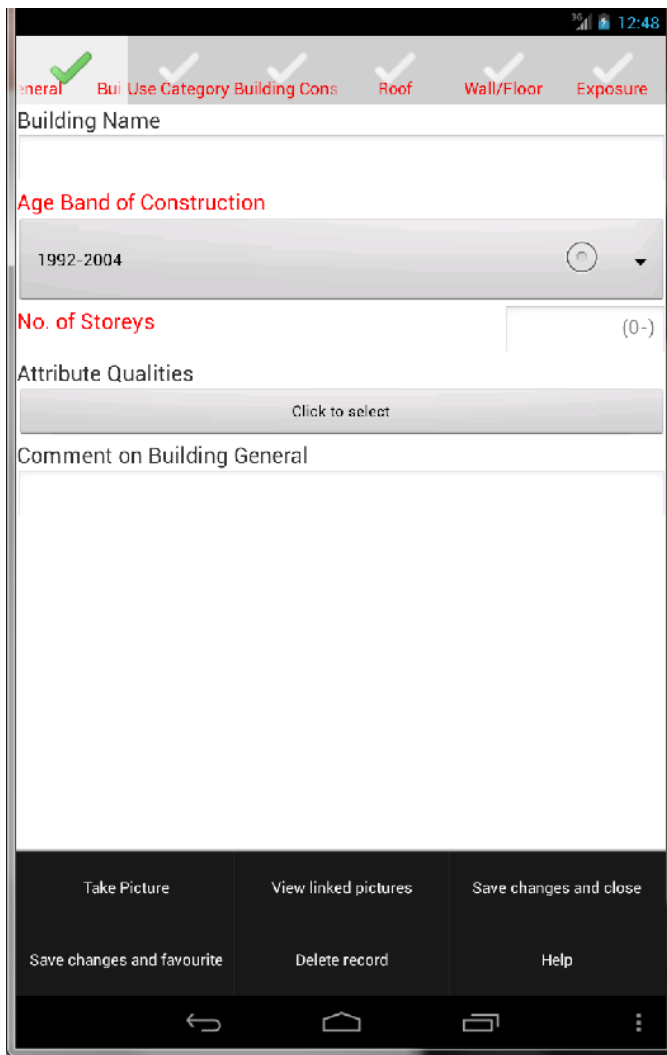 3G 12:48
eneral Bui Use Category Building Cons Roof Wall/Floor Exposure
Building Name
Age Band of Construction
1992-2004
No. of Storeys (0-)
Attribute Qualities
Click to select
Comment on Building General
Take Picture View linked pictures Save changes and close
Save changes and favourite Delete record Help